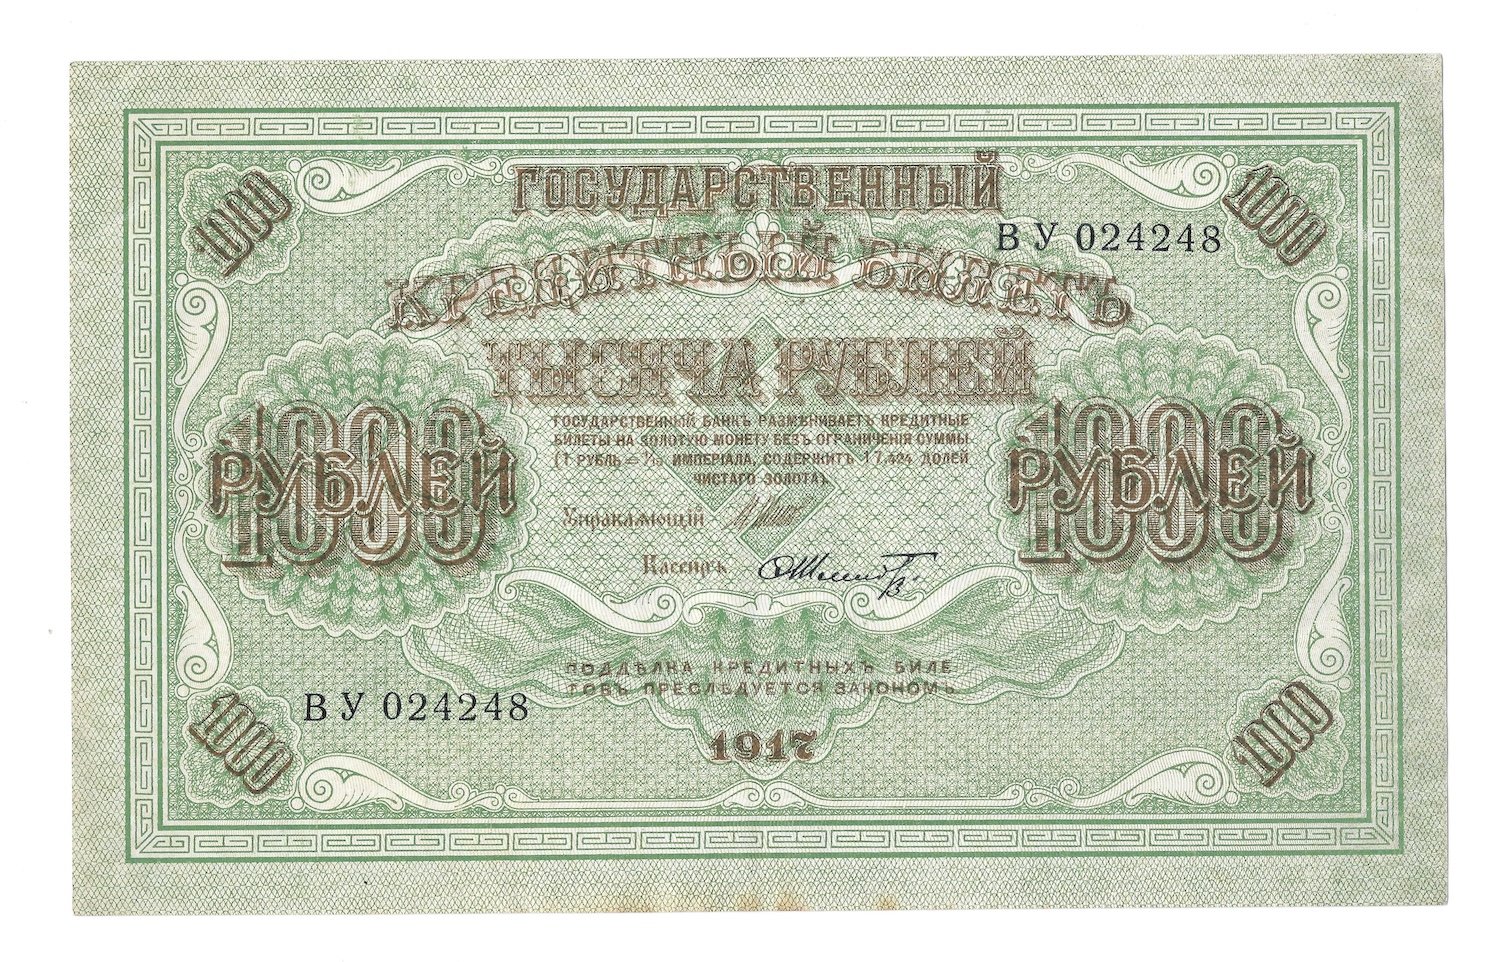 1000
1000
ГОСУДАРСТВЕННЫЙ
КРЕДИТНЫЙ БИЛЕТЪ
ВУ 024248
ТЫСЯЧА РУБЛЕЙ
1000
РУБЛЕЙ
1000
РУБЛЕЙ
ГОСУДАРСТВЕННЫЙ БАНКЪ РАЗМѢНИВАЕТЪ КРЕДИТНЫЕ
БИЛЕТЫ НА ЗОЛОТУЮ МОНЕТУ БЕЗЪ ОГРАНИЧЕНІЯ СУММЫ.
(1 РУБЛЬ = 1/15 ИМПЕРІАЛА, СОДЕРЖИТЪ 17,424 ДОЛЕЙ
ЧИСТАГО ЗОЛОТА).
Управляющій
Кассиръ
ПОДДѢЛКА КРЕДИТНЫХЪ БИЛЕ-
ТОВЪ ПРЕСЛѢДУЕТСЯ ЗАКОНОМЪ.
ВУ 024248
1917
1000
1000